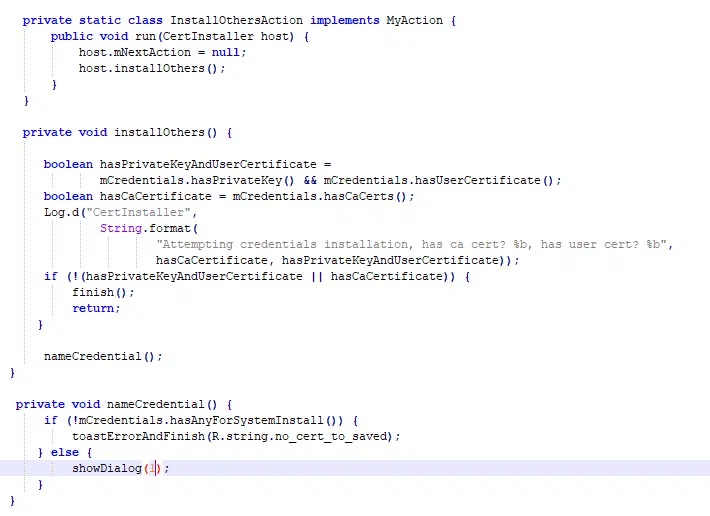 private static class InstallOthersAction implements MyAction {
public void run(CertInstaller host) {
host.mNextAction = null;
host.installOthers();
}
}
private void installOthers() {
boolean hasPrivateKeyAndUserCertificate =
mCredentials.hasPrivateKey() && mCredentials.hasUserCertificate();
boolean hasCaCertificate = mCredentials.hasCaCerts();
Log.d("CertInstaller",
String.format(
"Attempting credentials installation, has ca cert? %b, has user cert? %b",
hasCaCertificate, hasPrivateKeyAndUserCertificate));
if (!(hasPrivateKeyAndUserCertificate || hasCaCertificate)) {
finish();
return;
}
nameCredential();
}
private void nameCredential() {
if (!mCredentials.hasAnyForSystemInstall()) {
toastErrorAndFinish(R.string.no_cert_to_saved);
} else {
showDialog(1);
}
}